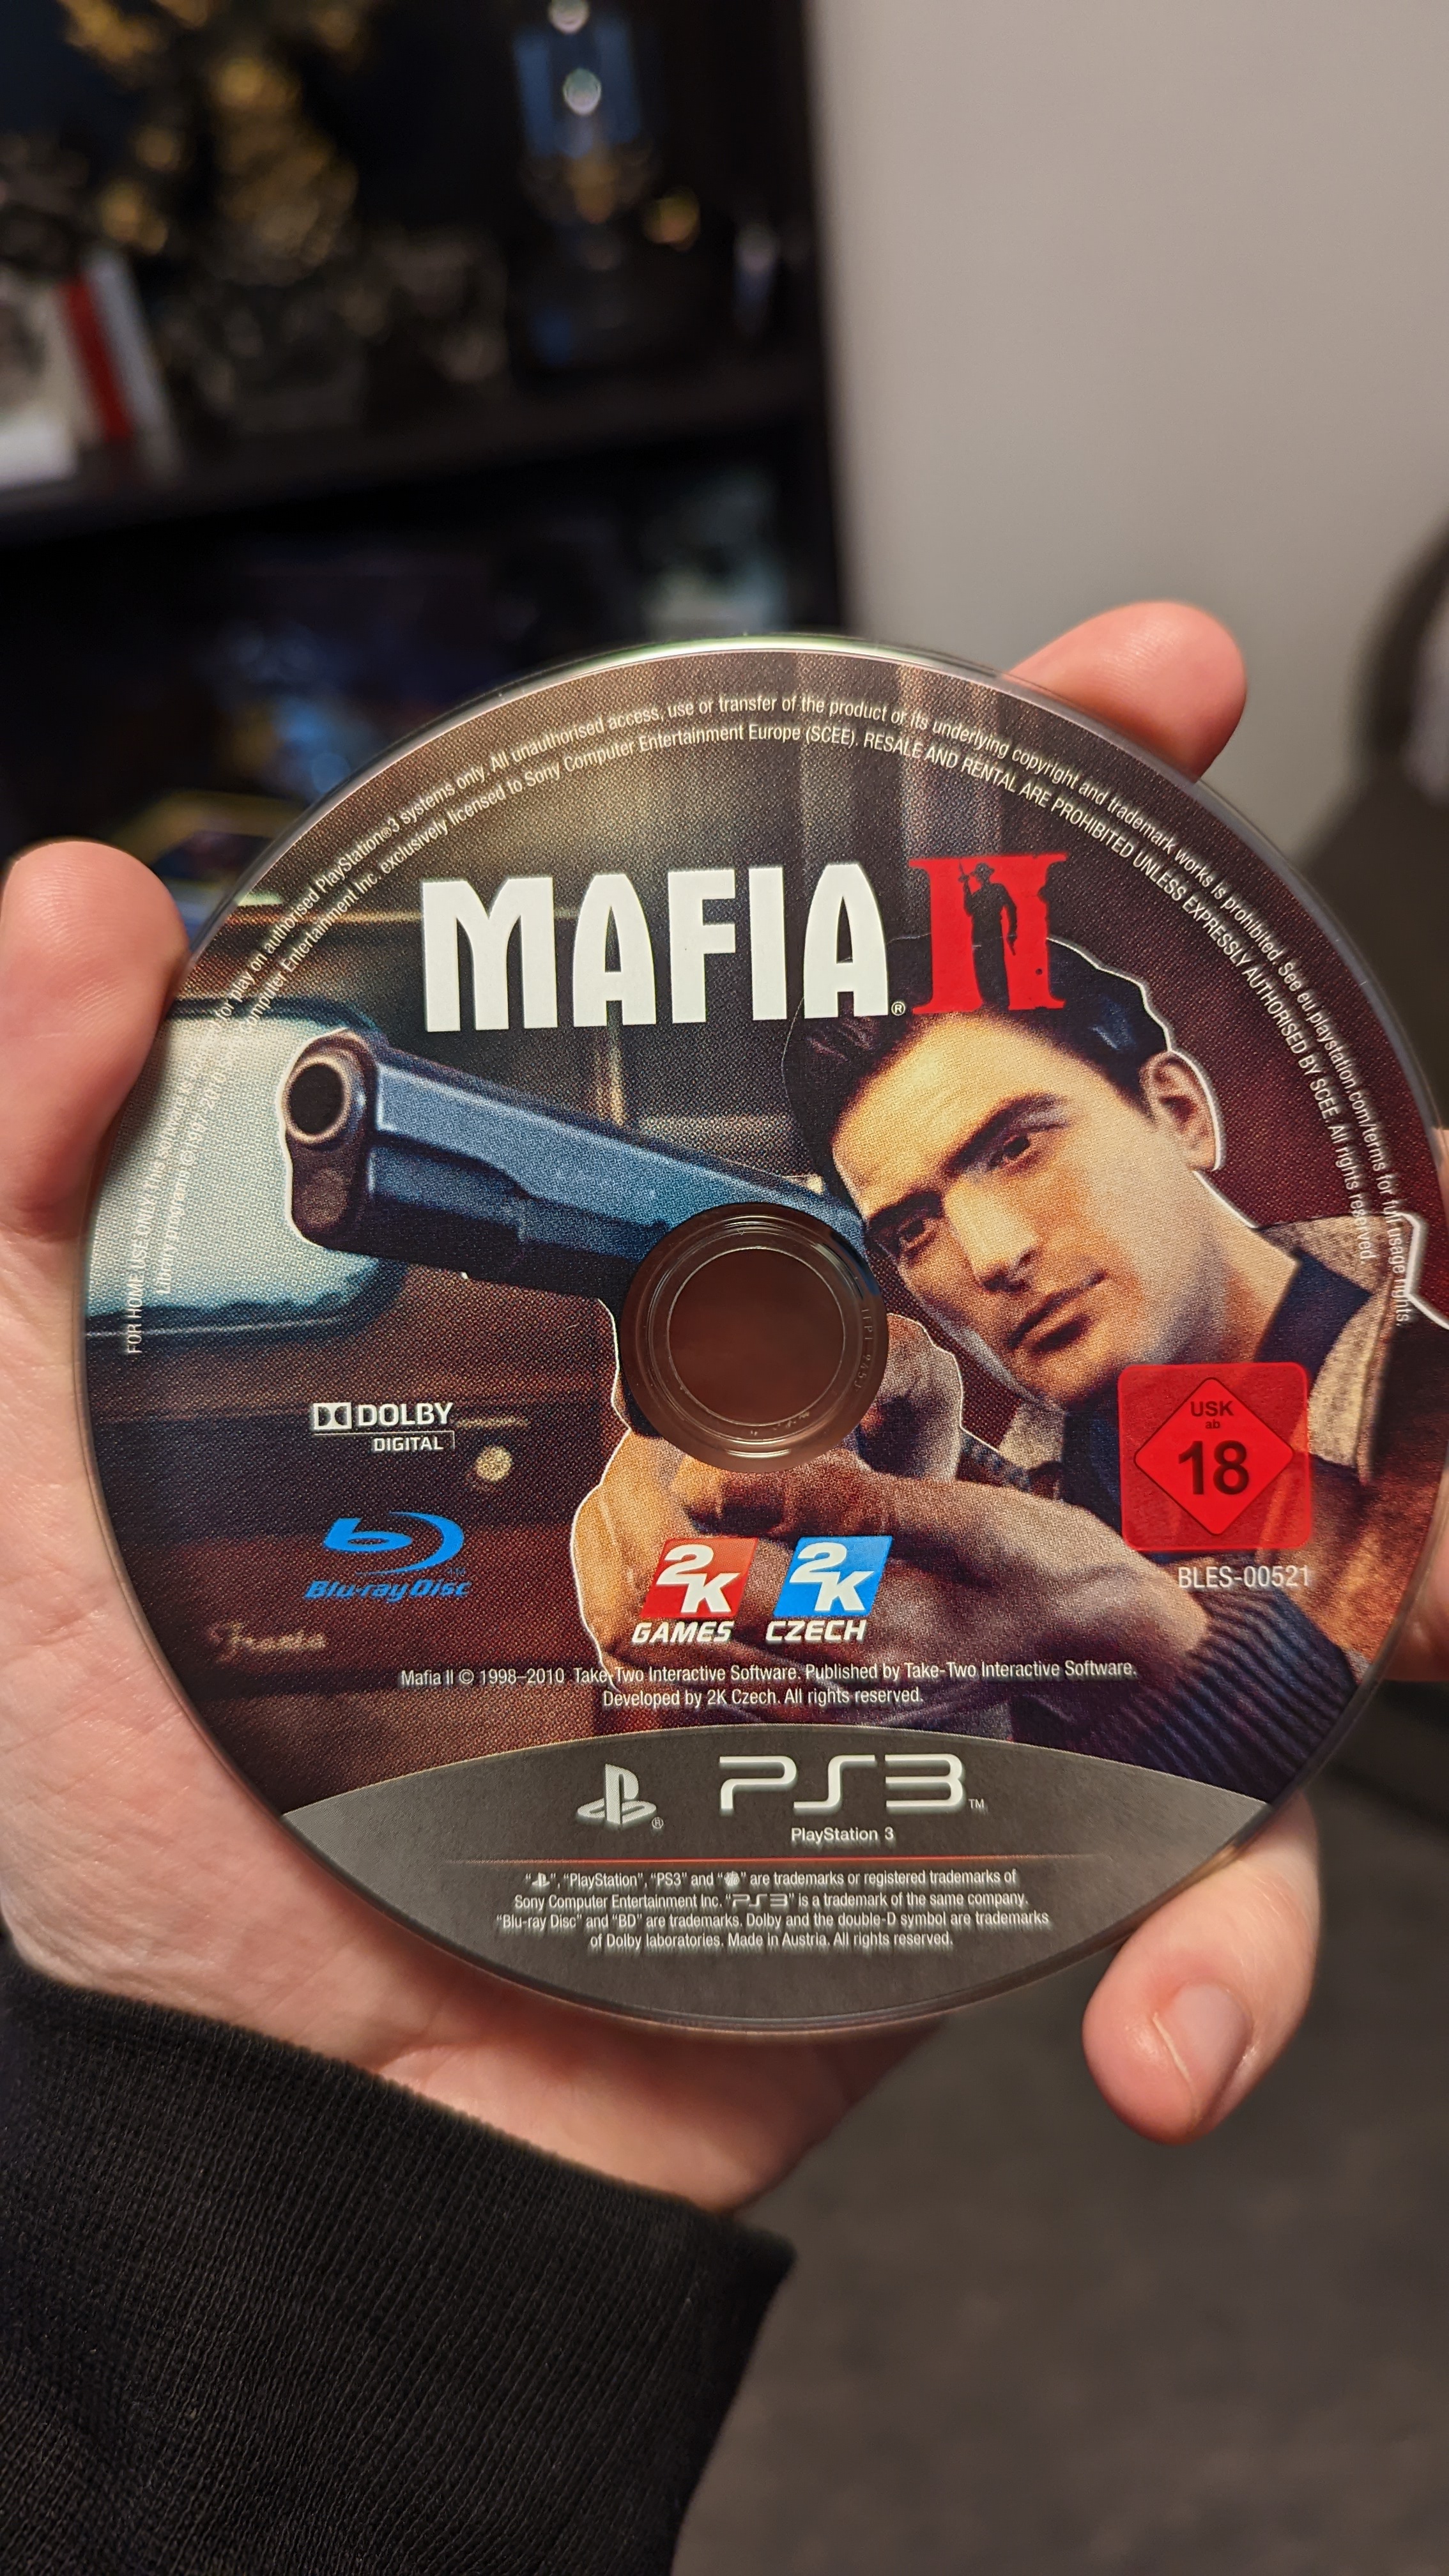 for play on authorised PlayStation®3 systems only. All unauthorised access, use or transfer of the product or its underlying copyright and trademark works is prohibited. See eu.playstation.com/terms for full usage rights.
Computer Entertainment Inc. exclusively licensed to Sony Computer Entertainment Europe (SCEE). RESALE AND RENTAL ARE PROHIBITED UNLESS EXPRESSLY AUTHORISED BY SCEE. All rights reserved.
FOR HOME USE ONLY
Library program
MAFIA® II
DOLBY
DIGITAL
USK
ab
18
Blu-ray Disc™
BLES-00521
2K
GAMES
2K
CZECH
Mafia II © 1998–2010 Take-Two Interactive Software. Published by Take-Two Interactive Software.
Developed by 2K Czech. All rights reserved.
® PS3™
PlayStation 3
“ ”, “PlayStation”, “PS3” and “ ” are trademarks or registered trademarks of
Sony Computer Entertainment Inc. “PS3” is a trademark of the same company.
“Blu-ray Disc” and “BD” are trademarks. Dolby and the double-D symbol are trademarks
of Dolby laboratories. Made in Austria. All rights reserved.